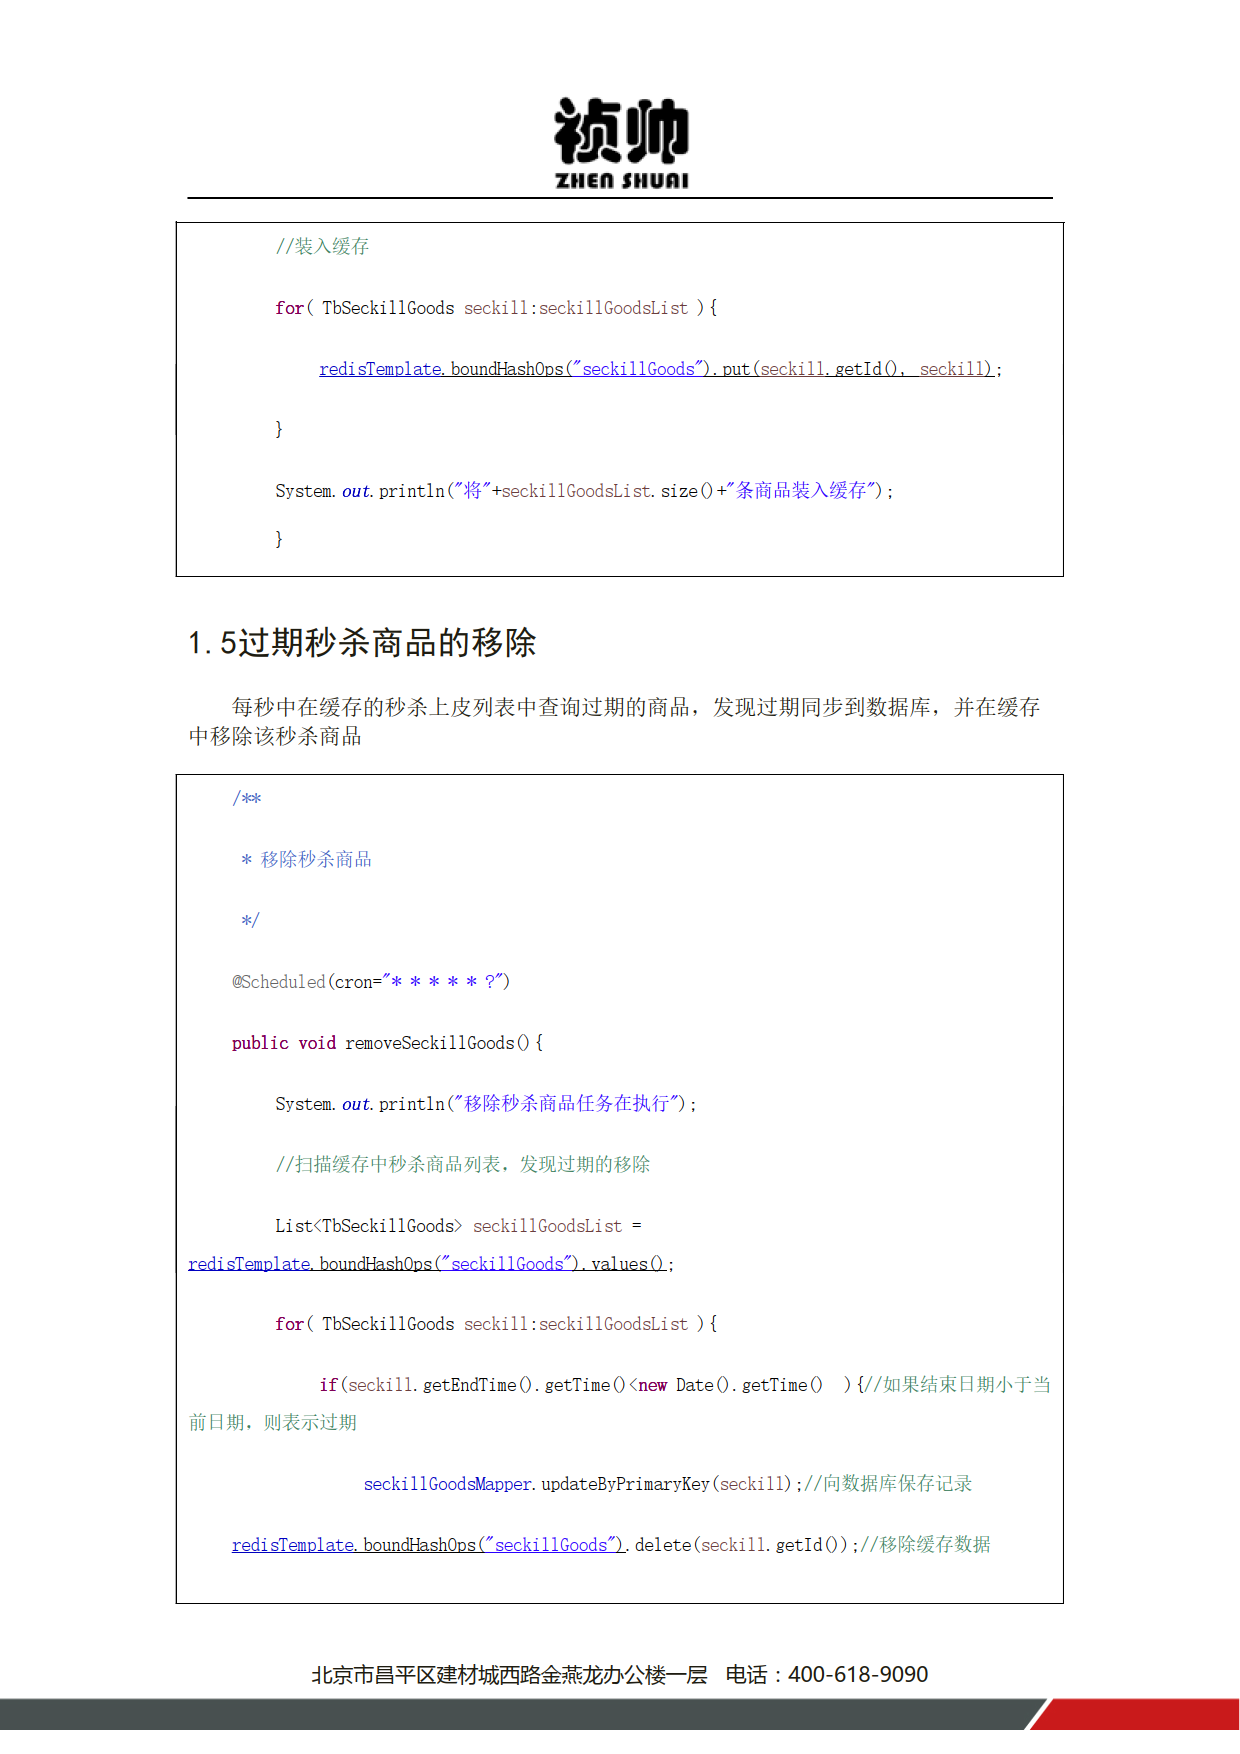 祯帅
ZHEN SHUAI
//装入缓存
for( TbSeckillGoods seckill:seckillGoodsList ){
redisTemplate.boundHashOps("seckillGoods").put(seckill.getId(), seckill);
}
System.out.println("将"+seckillGoodsList.size()+"条商品装入缓存");
}
1.5过期秒杀商品的移除
每秒中在缓存的秒杀上皮列表中查询过期的商品，发现过期同步到数据库，并在缓存
中移除该秒杀商品
/**
* 移除秒杀商品
*/
@Scheduled(cron="* * * * * ?")
public void removeSeckillGoods(){
System.out.println("移除秒杀商品任务在执行");
//扫描缓存中秒杀商品列表，发现过期的移除
List<TbSeckillGoods> seckillGoodsList =
redisTemplate.boundHashOps("seckillGoods").values();
for( TbSeckillGoods seckill:seckillGoodsList ){
if(seckill.getEndTime().getTime()<new Date().getTime()  ){//如果结束日期小于当
前日期，则表示过期
seckillGoodsMapper.updateByPrimaryKey(seckill);//向数据库保存记录
redisTemplate.boundHashOps("seckillGoods").delete(seckill.getId());//移除缓存数据
北京市昌平区建材城西路金燕龙办公楼一层   电话：400-618-9090